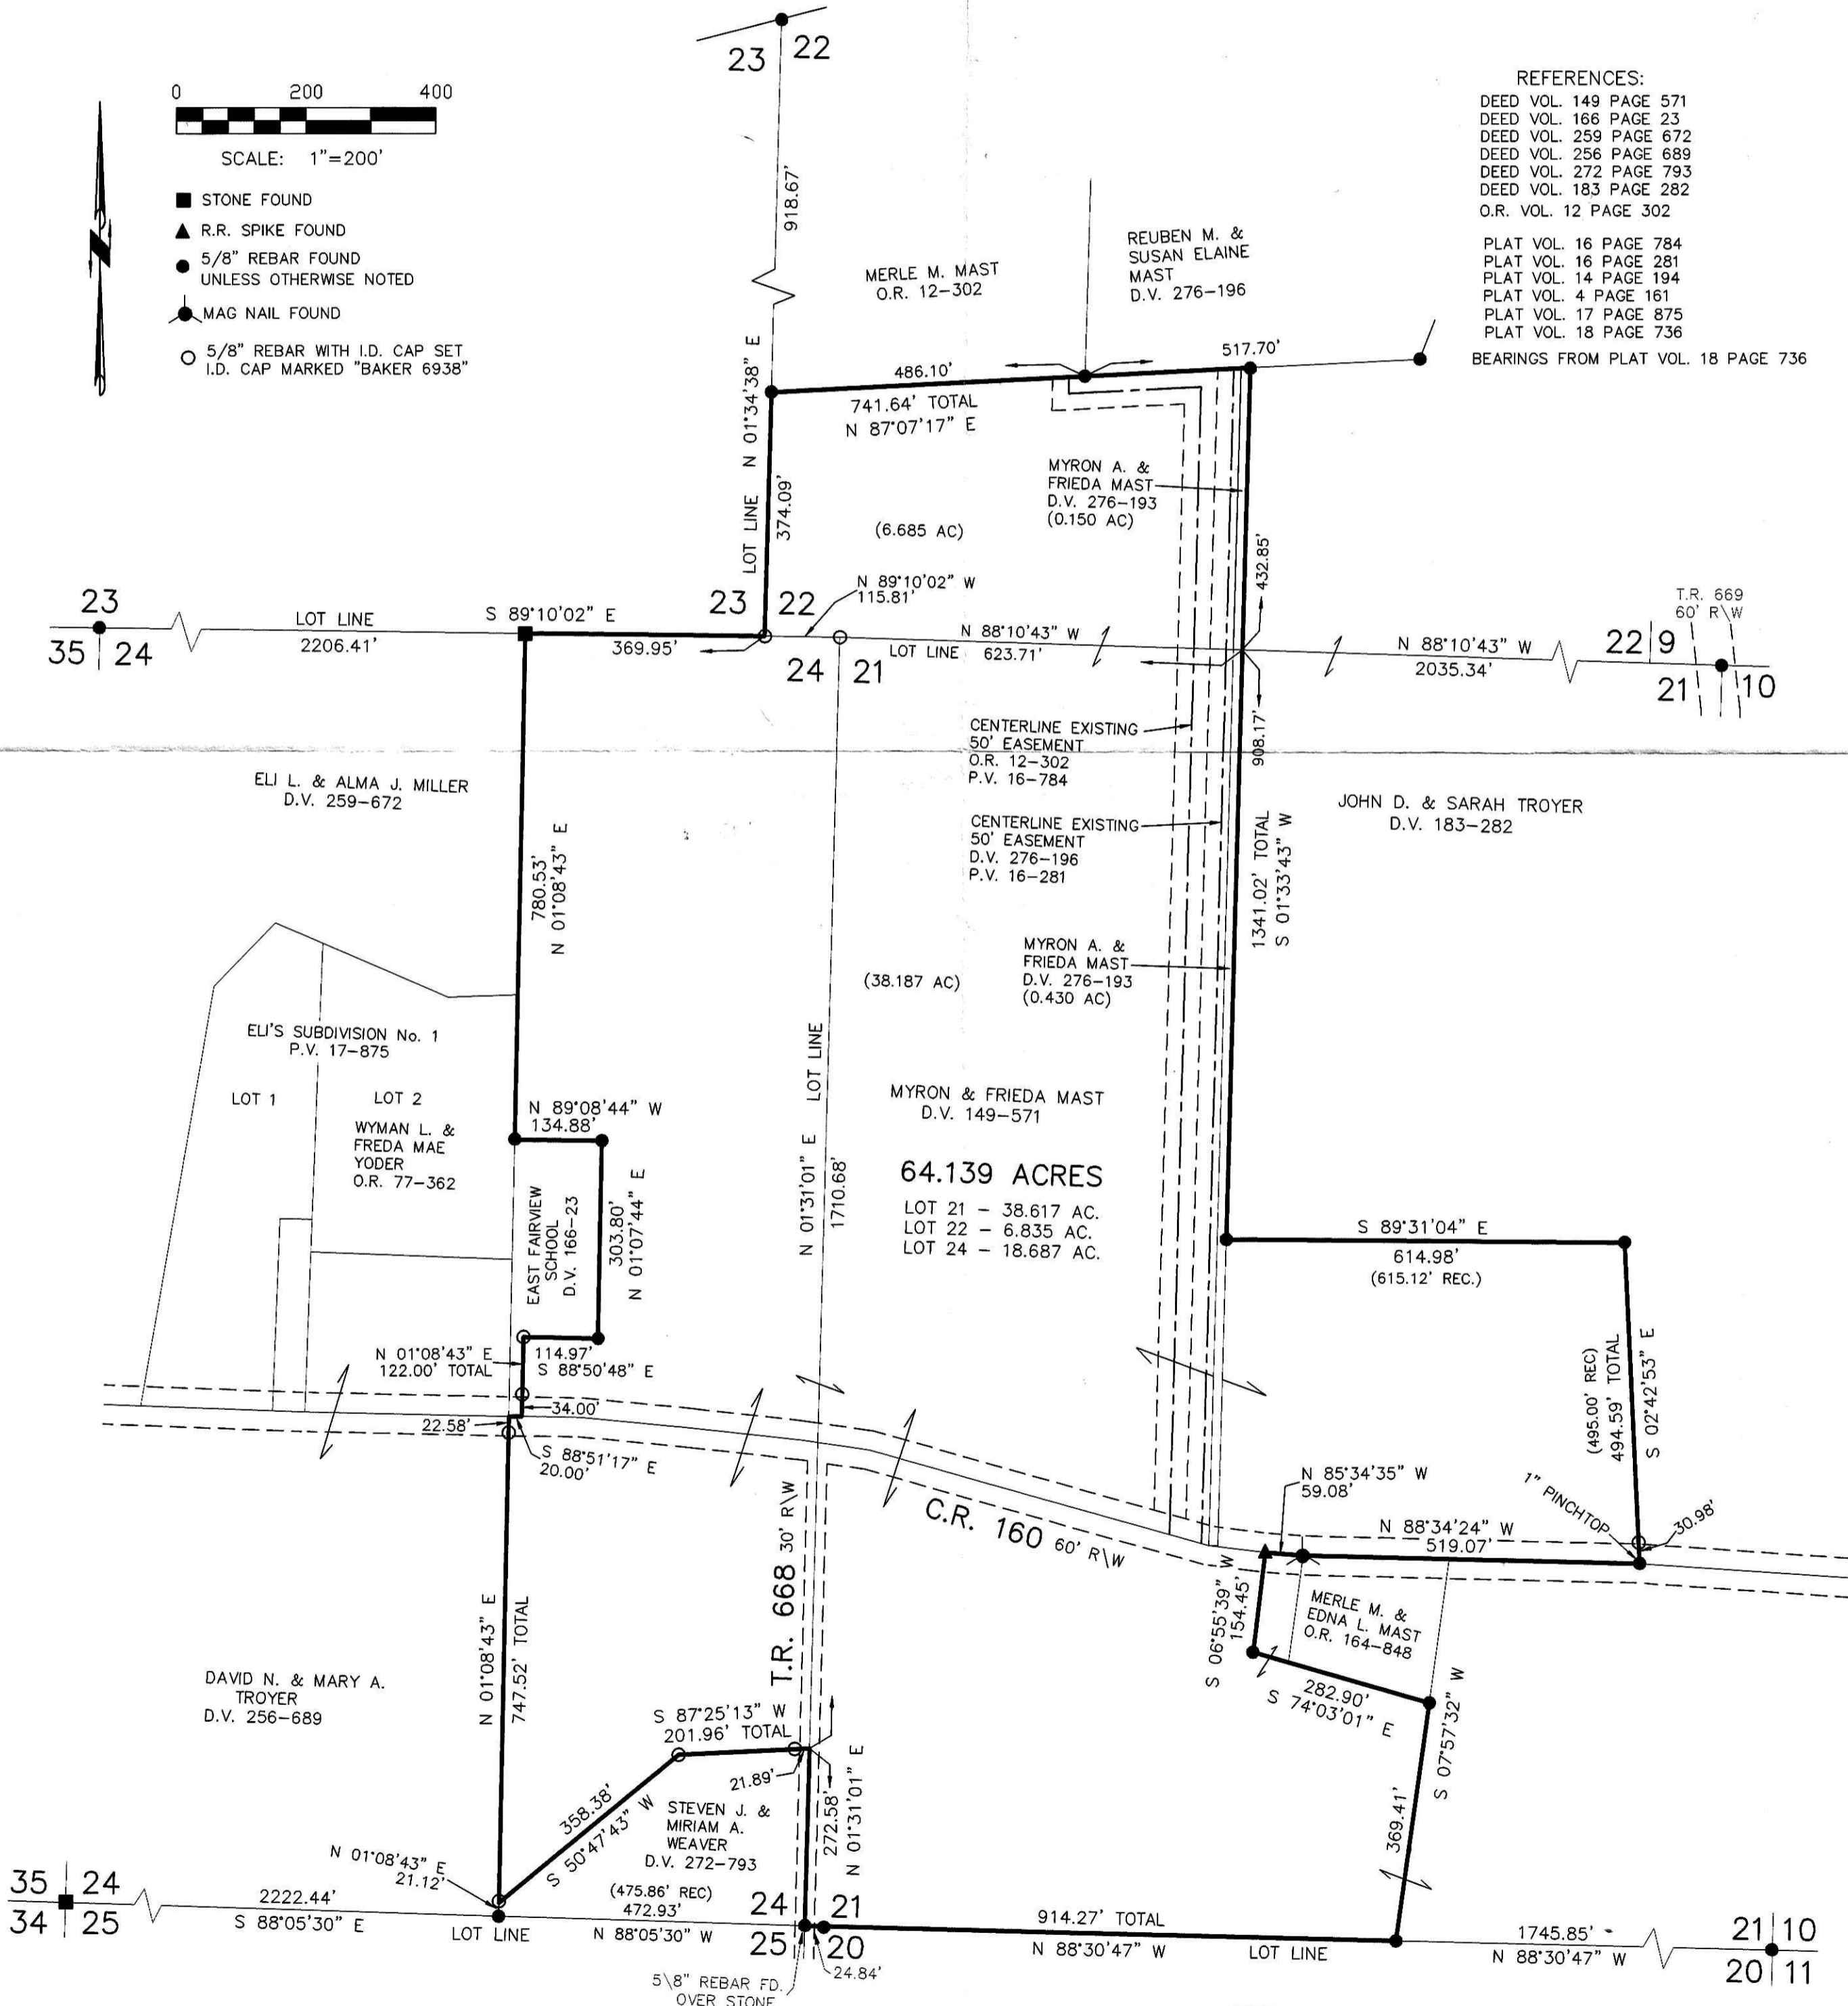 23 22
0 200 400
SCALE: 1"=200'
STONE FOUND
R.R. SPIKE FOUND
5/8" REBAR FOUND
UNLESS OTHERWISE NOTED
MAG NAIL FOUND
5/8" REBAR WITH I.D. CAP SET
I.D. CAP MARKED "BAKER 6938"
REFERENCES:
DEED VOL. 149 PAGE 571
DEED VOL. 166 PAGE 23
DEED VOL. 259 PAGE 672
DEED VOL. 256 PAGE 689
DEED VOL. 272 PAGE 793
DEED VOL. 183 PAGE 282
O.R. VOL. 12 PAGE 302
PLAT VOL. 16 PAGE 784
PLAT VOL. 16 PAGE 281
PLAT VOL. 14 PAGE 194
PLAT VOL. 4 PAGE 161
PLAT VOL. 17 PAGE 875
PLAT VOL. 18 PAGE 736
BEARINGS FROM PLAT VOL. 18 PAGE 736
918.67'
MERLE M. MAST
O.R. 12-302
REUBEN M. &
SUSAN ELAINE
MAST
D.V. 276-196
517.70'
486.10'
741.64' TOTAL
N 87°07'17" E
LOT LINE N 01°34'38" E
374.09'
MYRON A. &
FRIEDA MAST
D.V. 276-193
(0.150 AC)
(6.685 AC)
432.85'
N 89°10'02" W
115.81'
23
35 24
LOT LINE
2206.41'
S 89°10'02" E
369.95'
23 22
24 21
N 88°10'43" W
LOT LINE 623.71'
N 88°10'43" W
2035.34'
T.R. 669
60' R\W
22 9
21 10
908.17'
CENTERLINE EXISTING
50' EASEMENT
O.R. 12-302
P.V. 16-784
ELI L. & ALMA J. MILLER
D.V. 259-672
JOHN D. & SARAH TROYER
D.V. 183-282
CENTERLINE EXISTING
50' EASEMENT
D.V. 276-196
P.V. 16-281
780.53'
N 01°08'43" E
1341.02' TOTAL
S 01°33'43" W
MYRON A. &
FRIEDA MAST
D.V. 276-193
(0.430 AC)
(38.187 AC)
ELI'S SUBDIVISION No. 1
P.V. 17-875
LOT 1
LOT 2
WYMAN L. &
FREDA MAE
YODER
O.R. 77-362
N 89°08'44" W
134.88'
N 01°31'01" E LOT LINE
1710.68'
MYRON & FRIEDA MAST
D.V. 149-571
64.139 ACRES
LOT 21 - 38.617 AC.
LOT 22 - 6.835 AC.
LOT 24 - 18.687 AC.
EAST FAIRVIEW
SCHOOL
D.V. 166-23
303.80'
N 01°07'44" E
S 89°31'04" E
614.98'
(615.12' REC.)
(495.00' REC)
494.59' TOTAL
S 02°42'53" E
N 01°08'43" E
122.00' TOTAL
114.97'
S 88°50'48" E
34.00'
22.58'
S 88°51'17" E
20.00'
C.R. 160 60' R\W
T.R. 668 30' R\W
N 85°34'35" W
59.08'
1" PINCHTOP
30.98'
N 88°34'24" W
519.07'
S 06°55'39" W
154.45'
MERLE M. &
EDNA L. MAST
O.R. 164-848
282.90'
S 74°03'01" E
S 07°57'32" W
369.41'
N 01°08'43" E
747.52' TOTAL
DAVID N. & MARY A.
TROYER
D.V. 256-689
S 87°25'13" W
201.96' TOTAL
21.89'
358.38'
S 50°47'43" W
STEVEN J. &
MIRIAM A.
WEAVER
D.V. 272-793
272.58'
N 01°31'01" E
N 01°08'43" E
21.12'
35 24
34 25
2222.44'
S 88°05'30" E
LOT LINE
(475.86' REC)
472.93'
N 88°05'30" W
24 21
25 20
24.84'
5\8" REBAR FD.
OVER STONE
914.27' TOTAL
N 88°30'47" W
LOT LINE
1745.85'
N 88°30'47" W
21 10
20 11